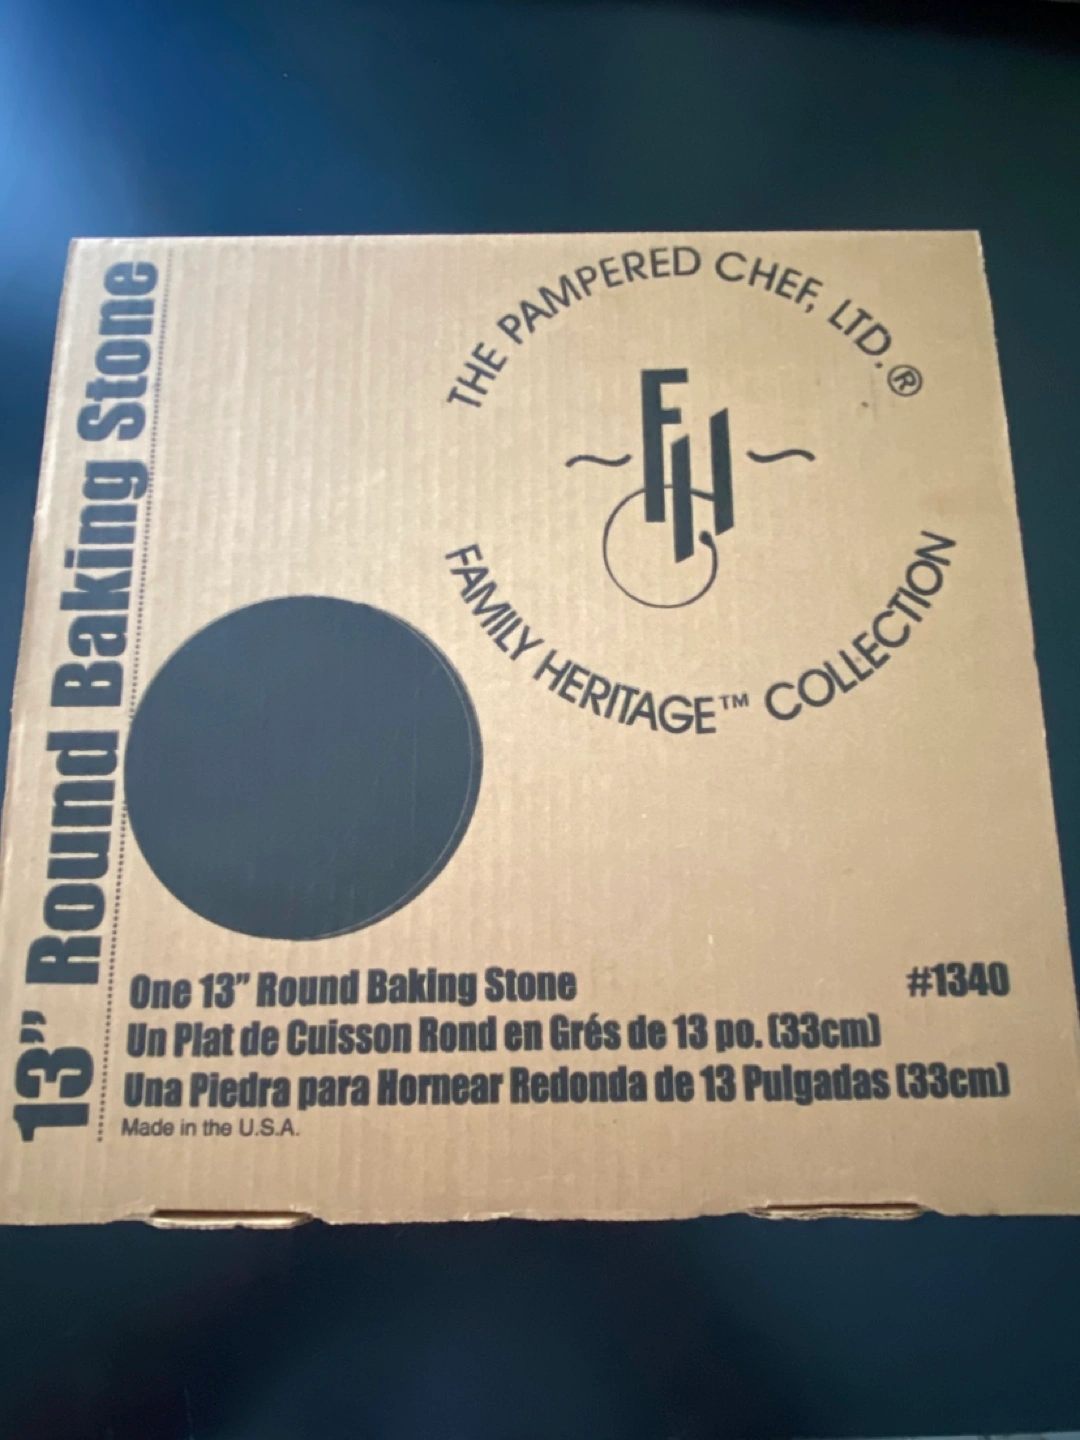 13” Round Baking Stone
THE PAMPERED CHEF, LTD.®
FH
FAMILY HERITAGE™ COLLECTION
One 13” Round Baking Stone #1340
Un Plat de Cuisson Rond en Grés de 13 po. (33cm)
Una Piedra para Hornear Redonda de 13 Pulgadas (33cm)
Made in the U.S.A.